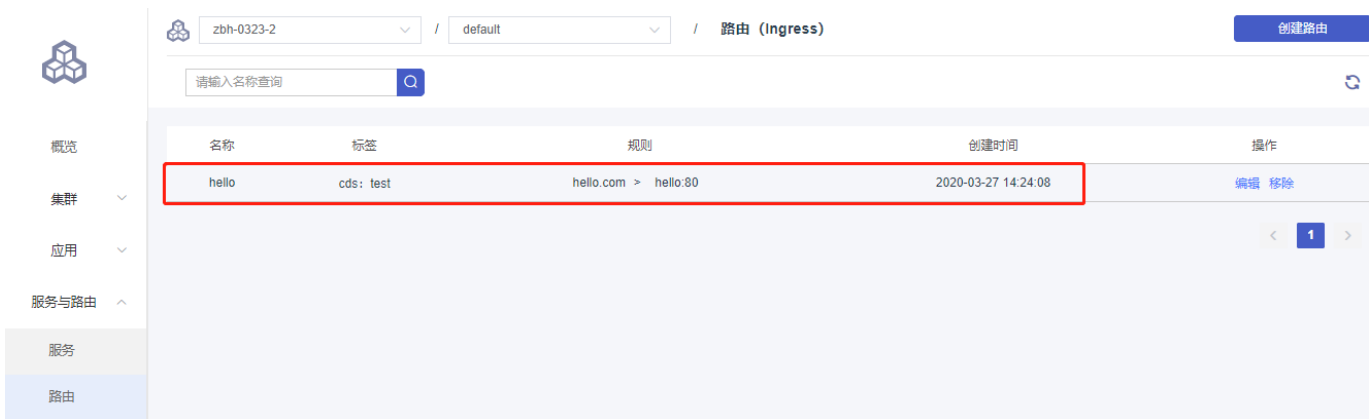 zbh-0323-2 / default / 路由（Ingress） 创建路由
请输入名称查询
概览
集群
应用
服务与路由
服务
路由
名称 标签 规则 创建时间 操作
hello cds：test hello.com > hello:80 2020-03-27 14:24:08 编辑 移除
< 1 >